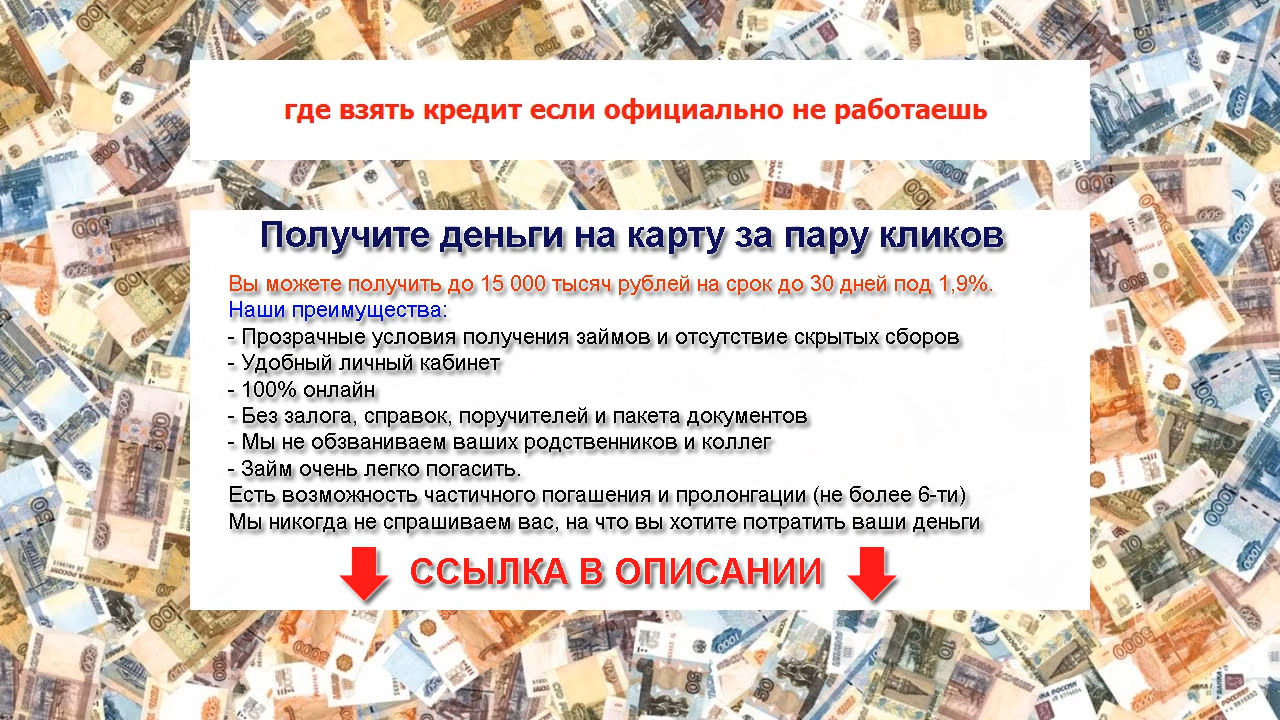 где взять кредит если официально не работаешь
Получите деньги на карту за пару кликов
Вы можете получить до 15 000 тысяч рублей на срок до 30 дней под 1,9%.
Наши преимущества:
- Прозрачные условия получения займов и отсутствие скрытых сборов
- Удобный личный кабинет
- 100% онлайн
- Без залога, справок, поручителей и пакета документов
- Мы не обзваниваем ваших родственников и коллег
- Займ очень легко погасить.
Есть возможность частичного погашения и пролонгации (не более 6-ти)
Мы никогда не спрашиваем вас, на что вы хотите потратить ваши деньги
ССЫЛКА В ОПИСАНИИ